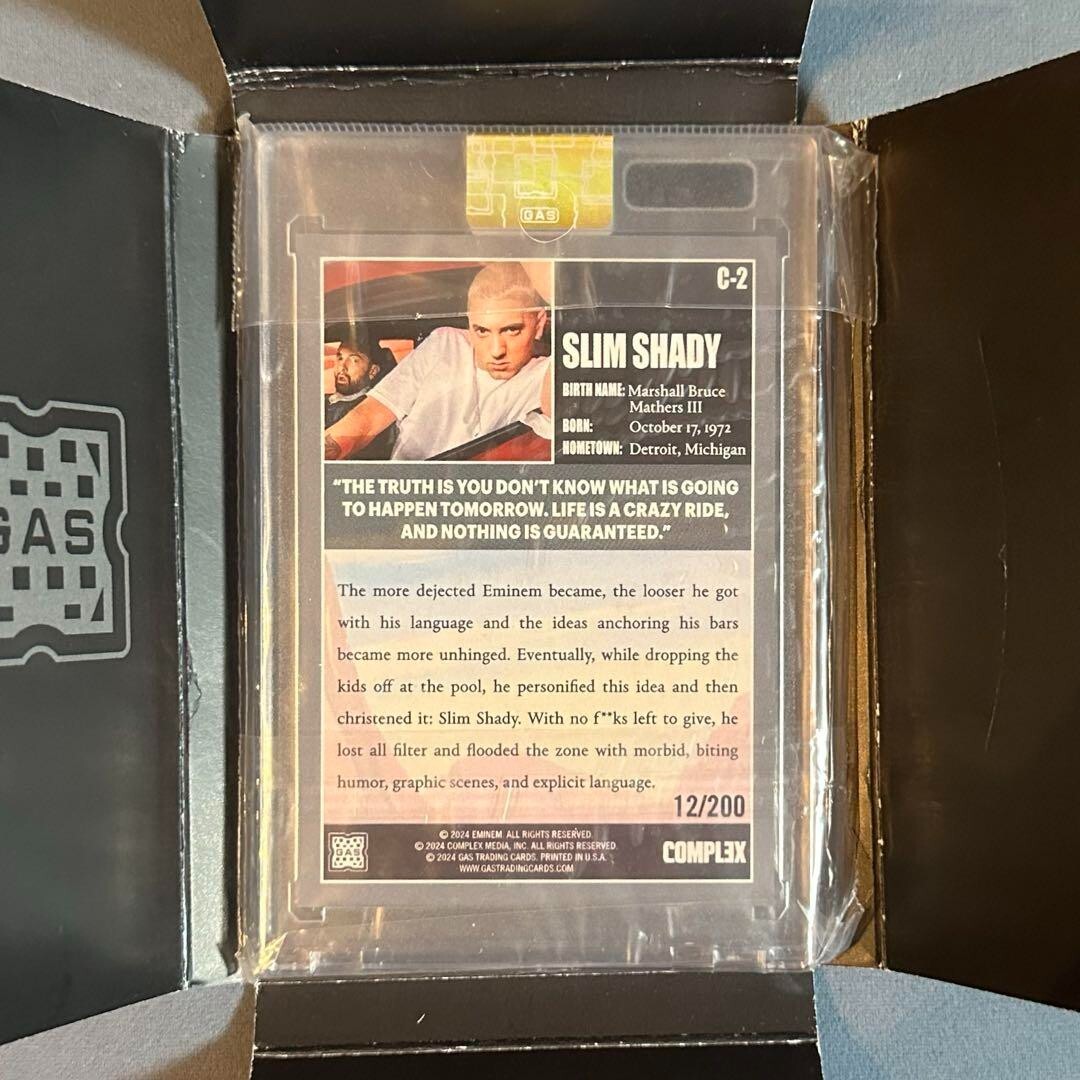 GAS
GAS
C-2
SLIM SHADY
BIRTH NAME: Marshall Bruce
Mathers III
BORN: October 17, 1972
HOMETOWN: Detroit, Michigan
“THE TRUTH IS YOU DON’T KNOW WHAT IS GOING
TO HAPPEN TOMORROW. LIFE IS A CRAZY RIDE,
AND NOTHING IS GUARANTEED.”
The more dejected Eminem became, the looser he got
with his language and the ideas anchoring his bars
became more unhinged. Eventually, while dropping the
kids off at the pool, he personified this idea and then
christened it: Slim Shady. With no f**ks left to give, he
lost all filter and flooded the zone with morbid, biting
humor, graphic scenes, and explicit language.
12/200
GAS
© 2024 EMINEM. ALL RIGHTS RESERVED.
© 2024 COMPLEX MEDIA, INC. ALL RIGHTS RESERVED.
© 2024 GAS TRADING CARDS. PRINTED IN U.S.A.
WWW.GASTRADINGCARDS.COM
COMPLEX